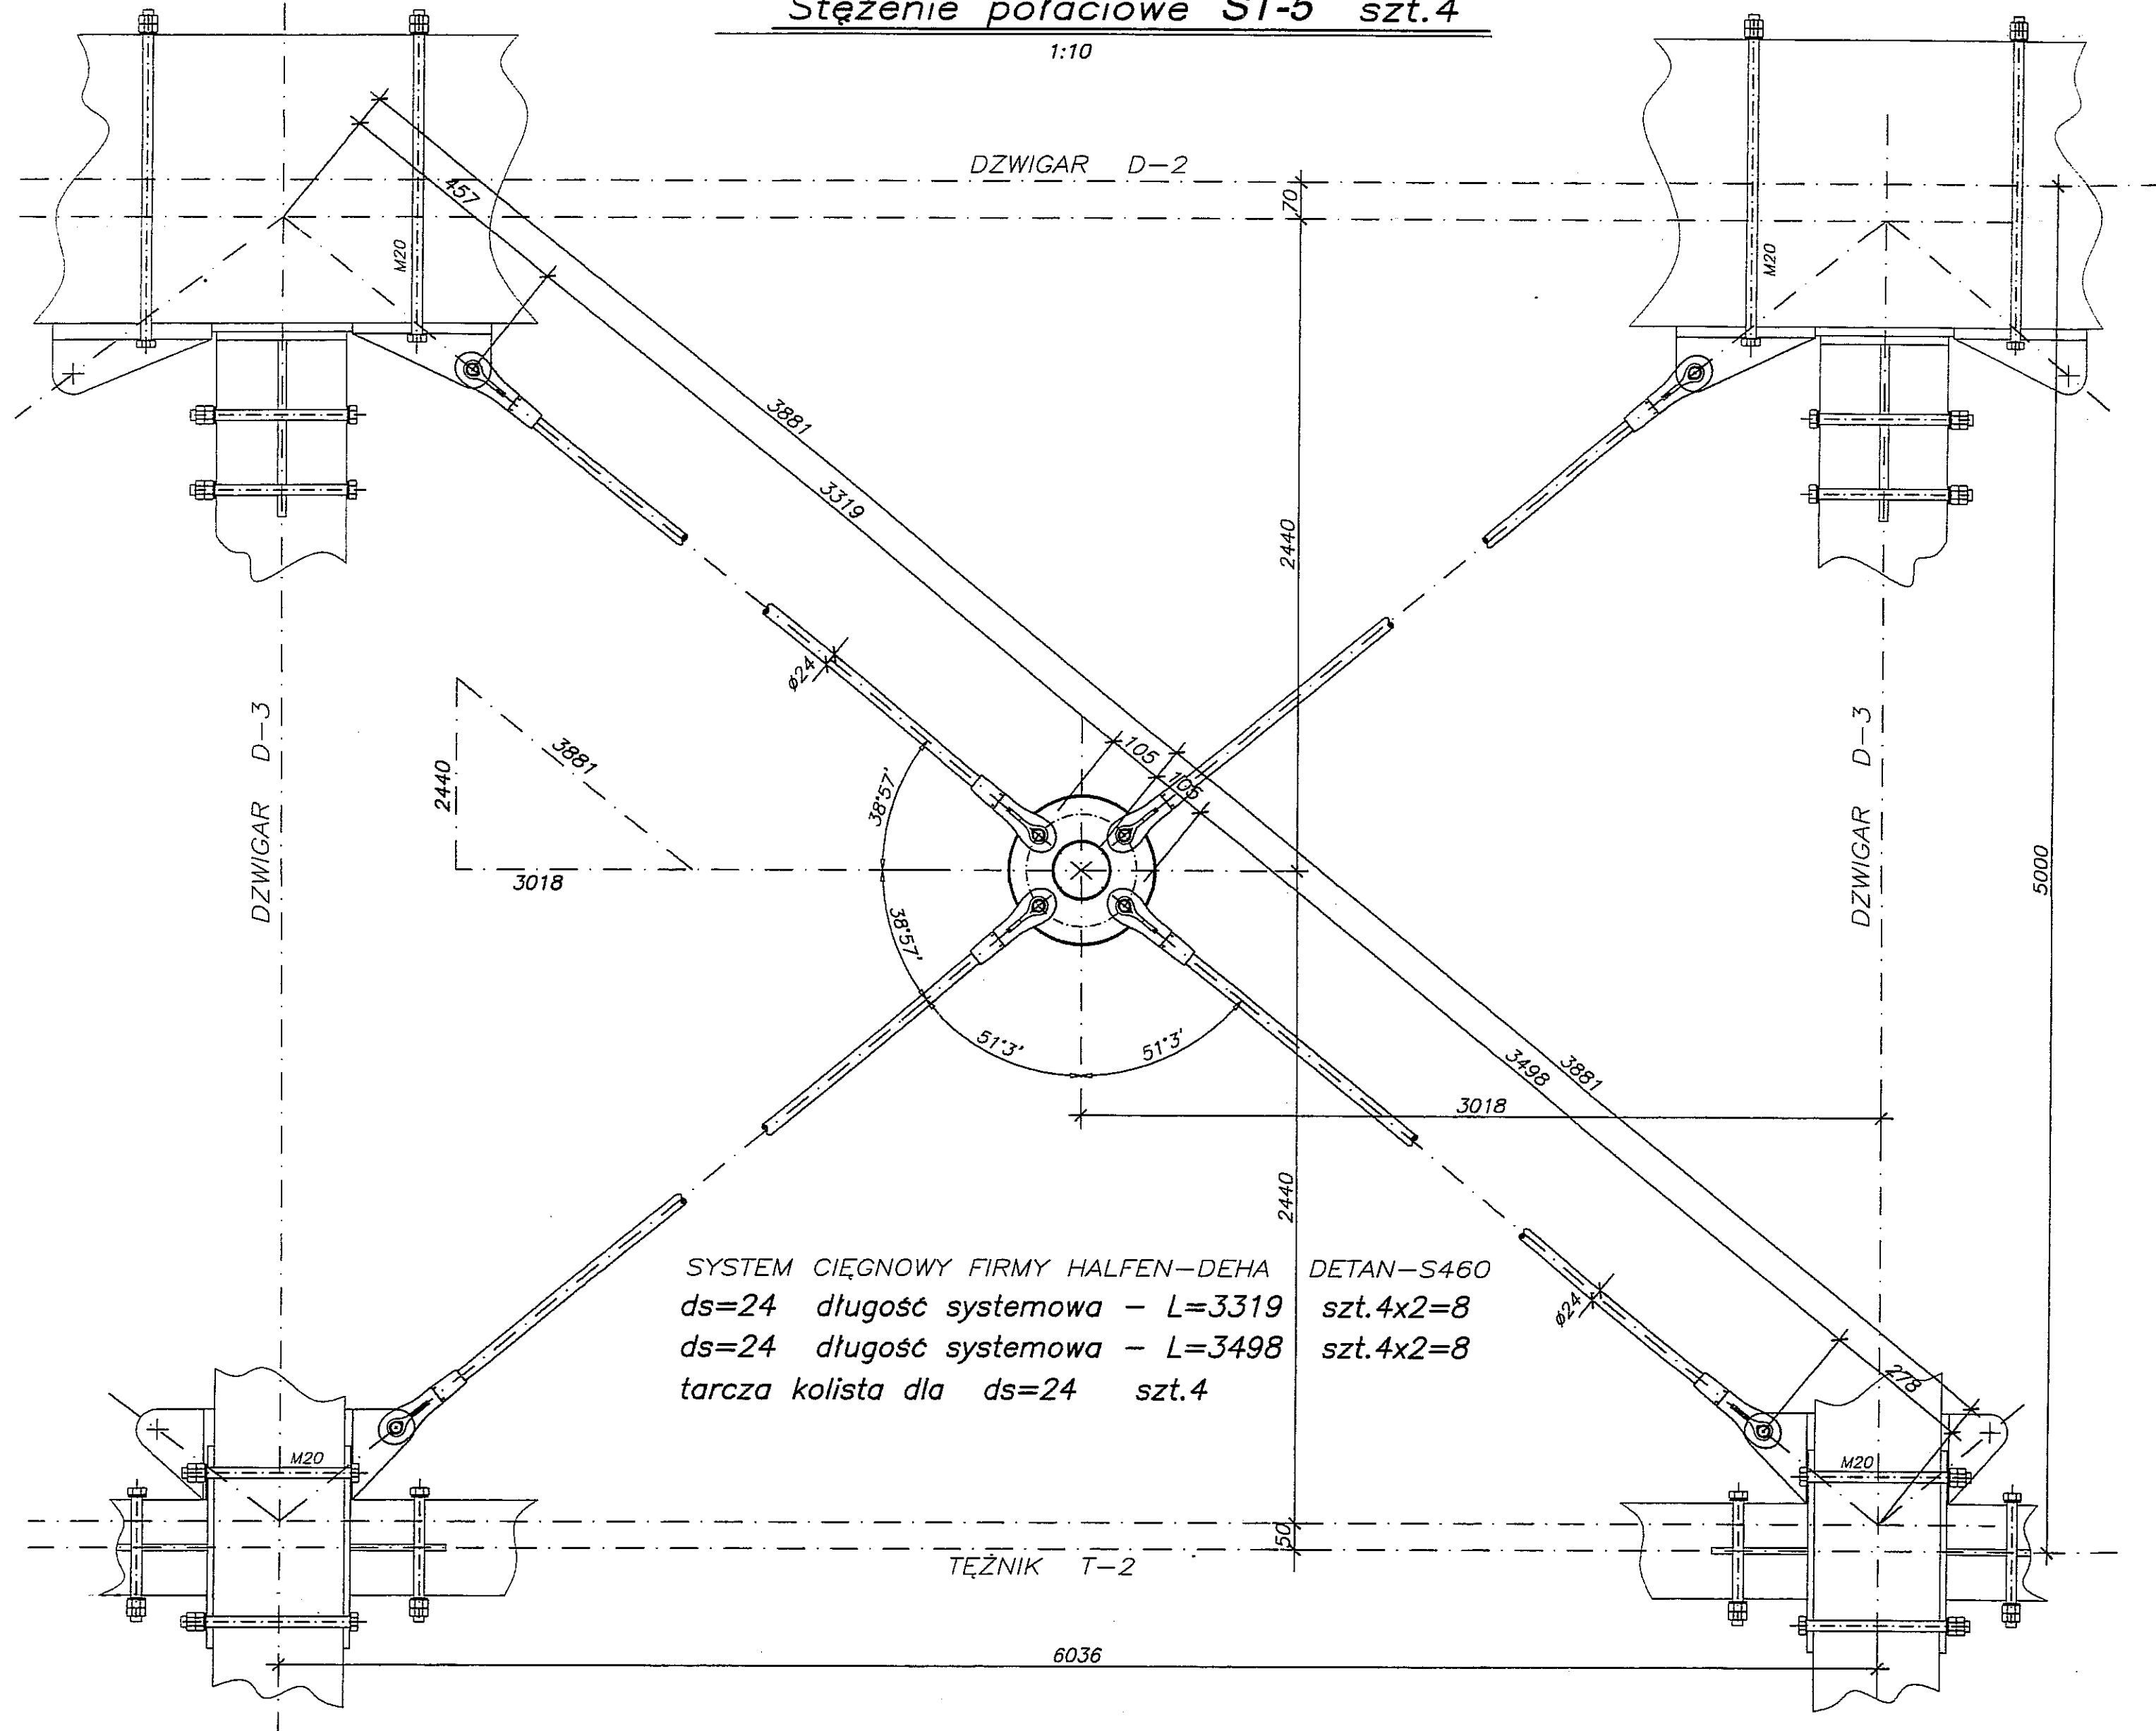 Stężenie połaciowe ST-5 szt.4
1:10
DZWIGAR D-2
70
457
M20
M20
3881
3319
2440
ø24
DZWIGAR D-3
DZWIGAR D-3
2440
3881
3018
38°57'
105
105
5000
38°57'
51°3'
51°3'
3498
3881
3018
2440
SYSTEM CIĘGNOWY FIRMY HALFEN-DEHA DETAN-S460
ds=24 długość systemowa - L=3319 szt.4x2=8
ds=24 długość systemowa - L=3498 szt.4x2=8
tarcza kolista dla ds=24 szt.4
ø24
278
M20
M20
50
TĘŻNIK T-2
6036